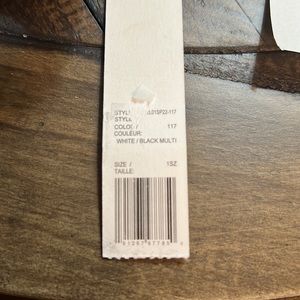 STYLE
STYLE
COLOR / 117
COULEUR:
WHITE / BLACK MULTI
SIZE / 1SZ
TAILLE: